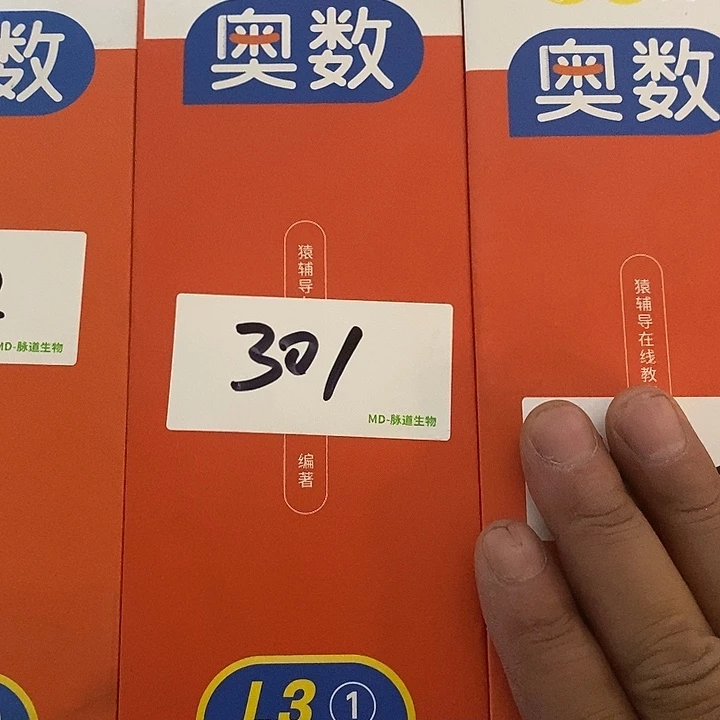 数
MD-脉道生物
奥数
猿辅导
301
MD-脉道生物
编著
L3 1
奥数
猿辅导在线教